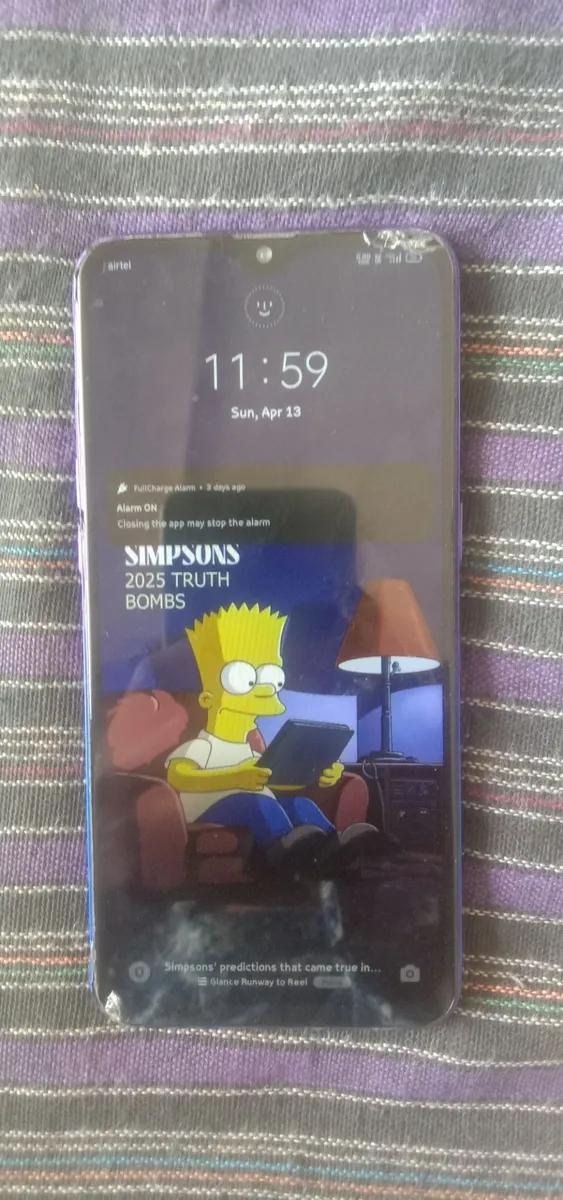 airtel
11:59
Sun, Apr 13
FullCharge Alarm • 3 days ago
Alarm ON
Closing the app may stop the alarm
SIMPSONS
2025 TRUTH
BOMBS
Simpsons' predictions that came true in...
Glance Runway to Reel